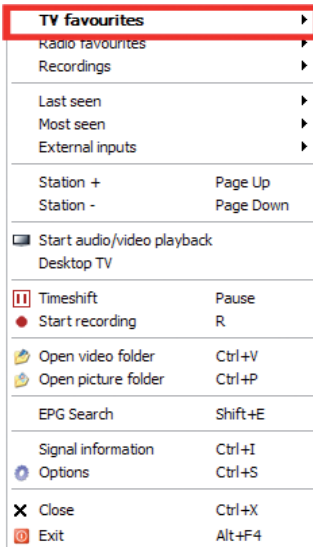 TV favourites
Radio favourites
Recordings
Last seen
Most seen
External inputs
Station + Page Up
Station - Page Down
Start audio/video playback
Desktop TV
Timeshift Pause
Start recording R
Open video folder Ctrl+V
Open picture folder Ctrl+P
EPG Search Shift+E
Signal information Ctrl+I
Options Ctrl+S
Close Ctrl+X
Exit Alt+F4